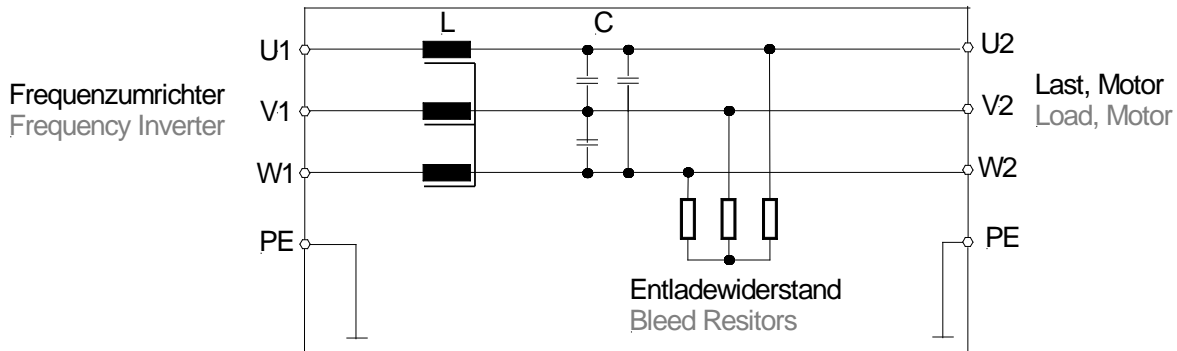 L
C
U1
U2
Frequenzumrichter
Frequency Inverter
V1
V2
Last, Motor
Load, Motor
W1
W2
PE
PE
Entladewiderstand
Bleed Resitors